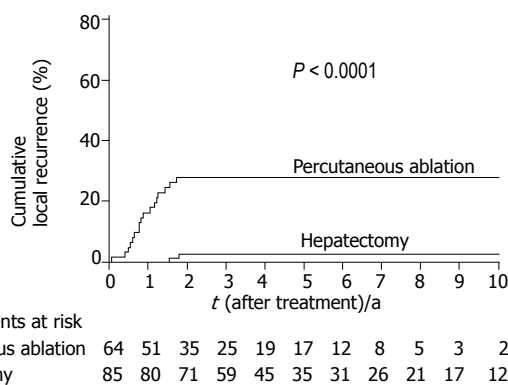 80
P < 0.0001
60
40
Cumulative
local recurrence (%)
Percutaneous ablation
20
Hepatectomy
0
0 1 2 3 4 5 6 7 8 9 10
t (after treatment)/a
ents at risk
us ablation 64 51 35 25 19 17 12 8 5 3 2
ny 85 80 71 59 45 35 31 26 21 17 12